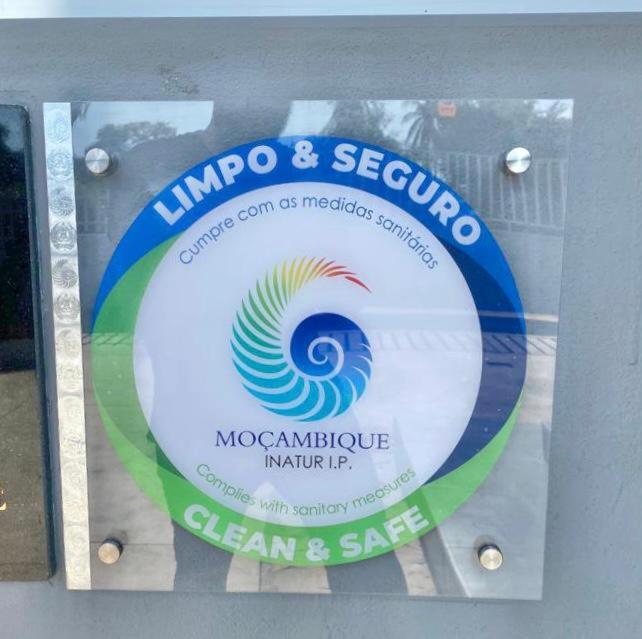 LIMPO & SEGURO
Cumpre com as medidas sanitárias
MOÇAMBIQUE
INATUR I.P.
Complies with sanitary measures
CLEAN & SAFE